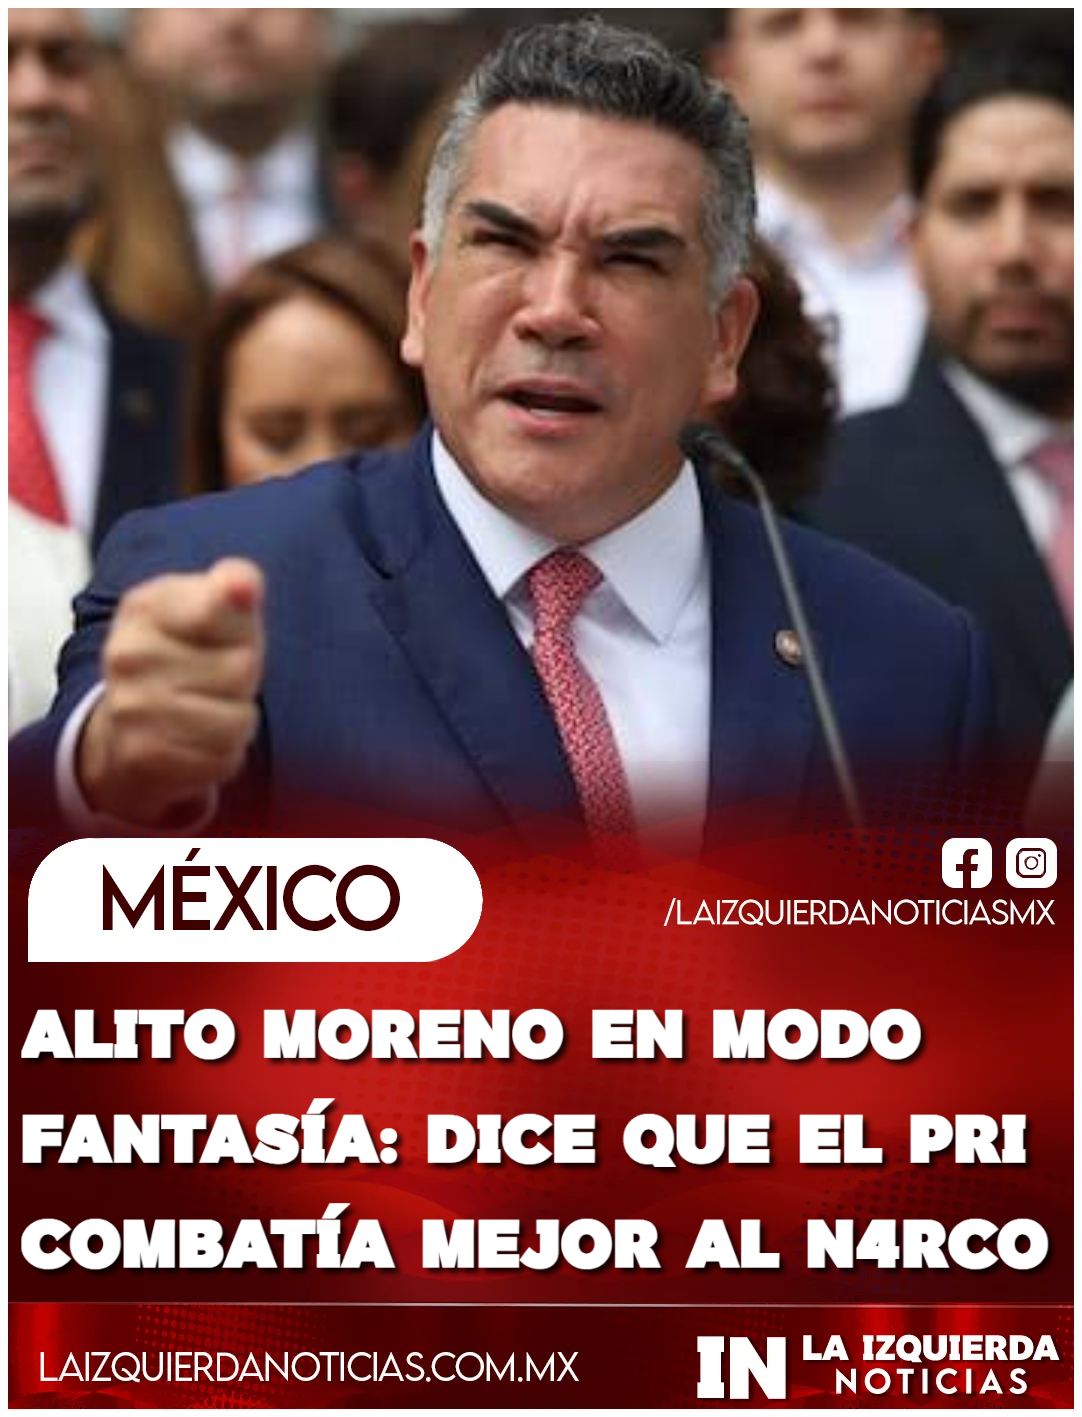 MÉXICO
/LAIZQUIERDANOTICIASMX
ALITO MORENO EN MODO
FANTASÍA: DICE QUE EL PRI
COMBATÍA MEJOR AL N4RCO
LAIZQUIERDANOTICIAS.COM.MX
IN LA IZQUIERDA
NOTICIAS